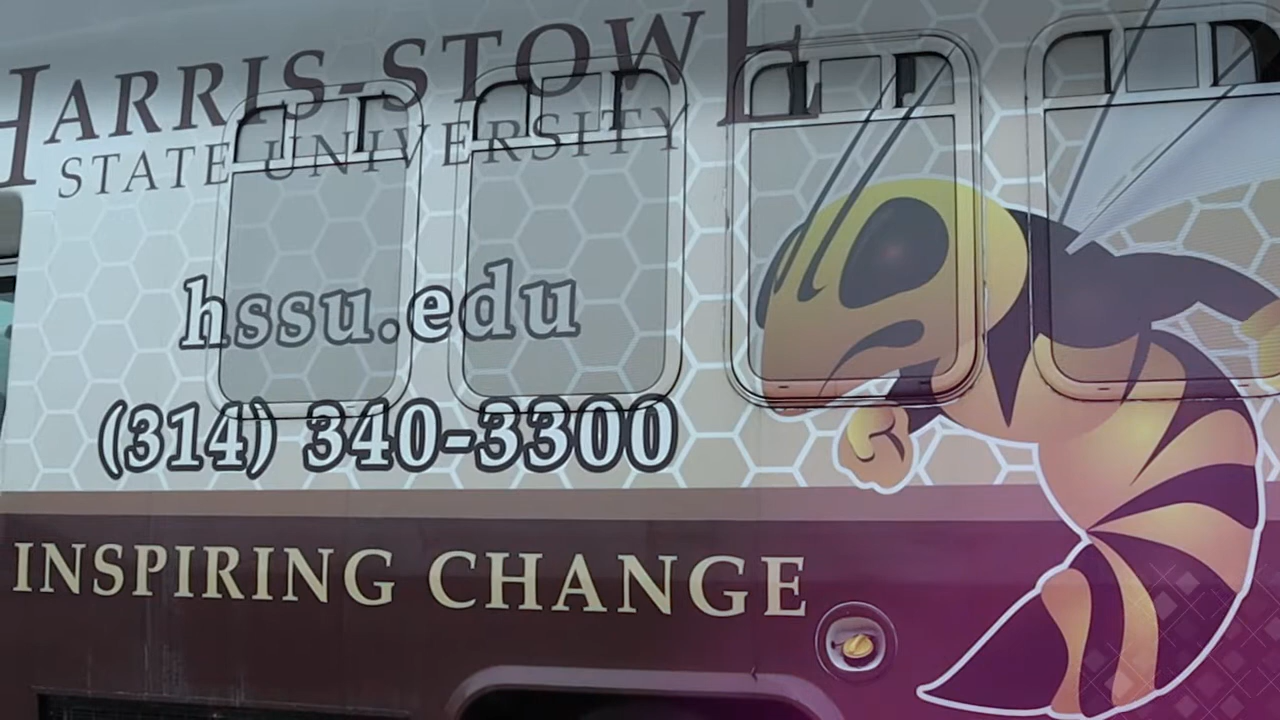 HARRIS-STOWE
STATE UNIVERSITY
hssu.edu
(314) 340-3300
INSPIRING CHANGE